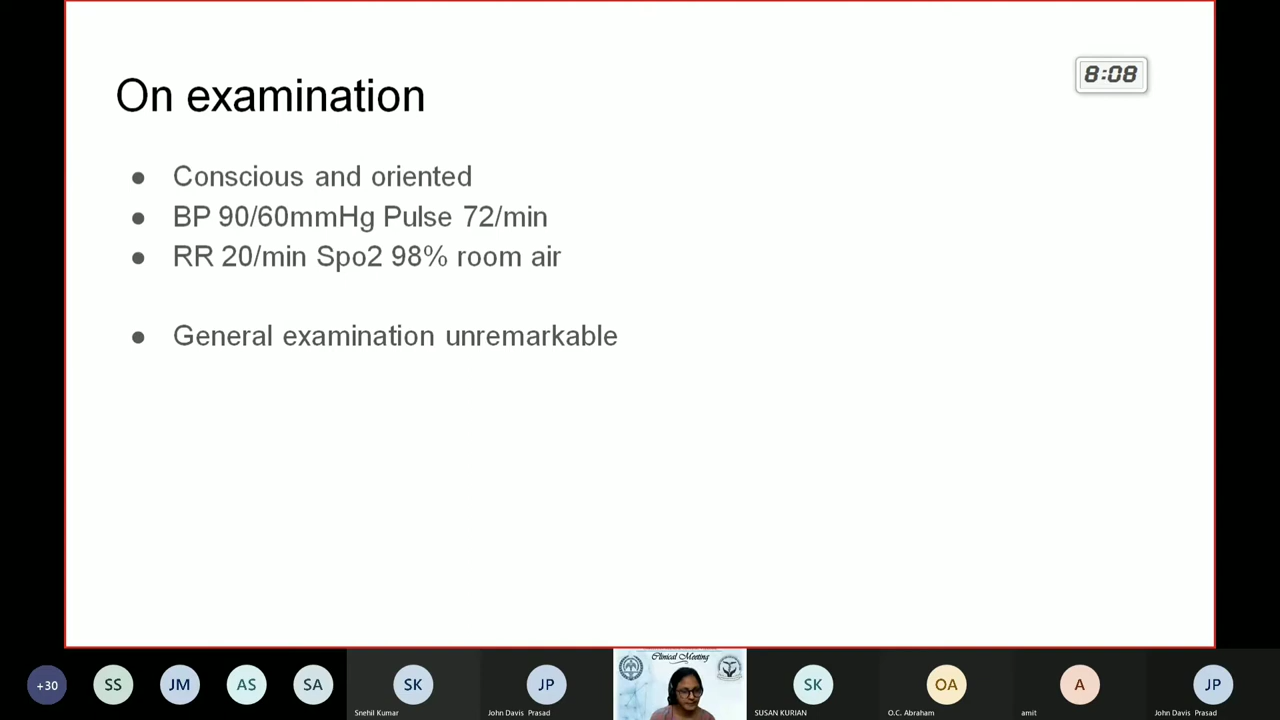 On examination
8:08
● Conscious and oriented
● BP 90/60mmHg Pulse 72/min
● RR 20/min Spo2 98% room air
● General examination unremarkable
Clinical Meeting
+30
SS
JM
AS
SA
SK
JP
SK
OA
A
JP
Snehil Kumar
John Davis Prasad
SUSAN KURIAN
O.C. Abraham
amit
John Davis Prasad